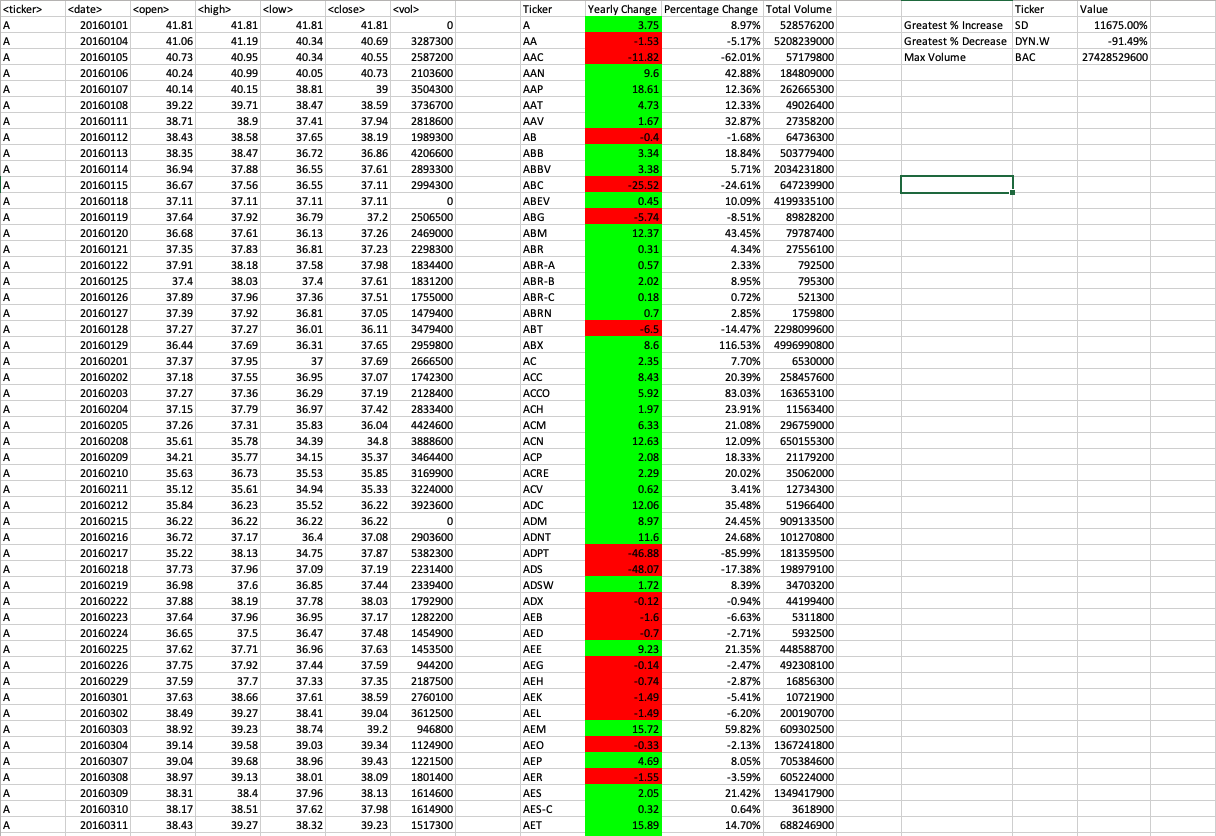 <ticker> <date> <open> <high> <low> <close> <vol> Ticker Yearly Change Percentage Change Total Volume Ticker Value
A 20160101 41.81 41.81 41.81 41.81 0 A 3.75 8.97% 528576200 Greatest % Increase SD 11675.00%
A 20160104 41.06 41.19 40.34 40.69 3287300 AA -1.53 -5.17% 5208239000 Greatest % Decrease DYN.W -91.49%
A 20160105 40.73 40.95 40.34 40.55 2587200 AAC -11.82 -62.01% 57179800 Max Volume BAC 27428529600
A 20160106 40.24 40.99 40.05 40.73 2103600 AAN 9.6 42.88% 184809000
A 20160107 40.14 40.15 38.81 39 3504300 AAP 18.61 12.36% 262665300
A 20160108 39.22 39.71 38.47 38.59 3736700 AAT 4.73 12.33% 49026400
A 20160111 38.71 38.9 37.41 37.94 2818600 AAV 1.67 32.87% 27358200
A 20160112 38.43 38.58 37.65 38.19 1989300 AB -0.4 -1.68% 64736300
A 20160113 38.35 38.47 36.72 36.86 4206600 ABB 3.34 18.84% 503779400
A 20160114 36.94 37.88 36.55 37.61 2893300 ABBV 3.38 5.71% 2034231800
A 20160115 36.67 37.56 36.55 37.11 2994300 ABC -25.52 -24.61% 647239900
A 20160118 37.11 37.11 37.11 37.11 0 ABEV 0.45 10.09% 4199335100
A 20160119 37.64 37.92 36.79 37.2 2506500 ABG -5.74 -8.51% 89828200
A 20160120 36.68 37.61 36.13 37.26 2469000 ABM 12.37 43.45% 79787400
A 20160121 37.35 37.83 36.81 37.23 2298300 ABR 0.31 4.34% 27556100
A 20160122 37.91 38.18 37.58 37.98 1834400 ABR-A 0.57 2.33% 792500
A 20160125 37.4 38.03 37.4 37.61 1831200 ABR-B 2.02 8.95% 795300
A 20160126 37.89 37.96 37.36 37.51 1755000 ABR-C 0.18 0.72% 521300
A 20160127 37.39 37.92 36.81 37.05 1479400 ABRN 0.7 2.85% 1759800
A 20160128 37.27 37.27 36.01 36.11 3479400 ABT -6.5 -14.47% 2298099600
A 20160129 36.44 37.69 36.31 37.65 2959800 ABX 8.6 116.53% 4996990800
A 20160201 37.37 37.95 37 37.69 2666500 AC 2.35 7.70% 6530000
A 20160202 37.18 37.55 36.95 37.07 1742300 ACC 8.43 20.39% 258457600
A 20160203 37.27 37.36 36.29 37.19 2128400 ACCO 5.92 83.03% 163653100
A 20160204 37.15 37.79 36.97 37.42 2833400 ACH 1.97 23.91% 11563400
A 20160205 37.26 37.31 35.83 36.04 4424600 ACM 6.33 21.08% 296759000
A 20160208 35.61 35.78 34.39 34.8 3888600 ACN 12.63 12.09% 650155300
A 20160209 34.21 35.77 34.15 35.37 3464400 ACP 2.08 18.33% 21179200
A 20160210 35.63 36.73 35.53 35.85 3169900 ACRE 2.29 20.02% 35062000
A 20160211 35.12 35.61 34.94 35.33 3224000 ACV 0.62 3.41% 12734300
A 20160212 35.84 36.23 35.52 36.22 3923600 ADC 12.06 35.48% 51966400
A 20160215 36.22 36.22 36.22 36.22 0 ADM 8.97 24.45% 909133500
A 20160216 36.72 37.17 36.4 37.08 2903600 ADNT 11.6 24.68% 101270800
A 20160217 35.22 38.13 34.75 37.87 5382300 ADPT -46.88 -85.99% 181359500
A 20160218 37.73 37.96 37.09 37.19 2231400 ADS -48.07 -17.38% 198979100
A 20160219 36.98 37.6 36.85 37.44 2339400 ADSW 1.72 8.39% 34703200
A 20160222 37.88 38.19 37.78 38.03 1792900 ADX -0.12 -0.94% 44199400
A 20160223 37.64 37.96 36.95 37.17 1282200 AEB -1.6 -6.63% 5311800
A 20160224 36.65 37.5 36.47 37.48 1454900 AED -0.7 -2.71% 5932500
A 20160225 37.62 37.71 36.96 37.63 1453500 AEE 9.23 21.35% 448588700
A 20160226 37.75 37.92 37.44 37.59 944200 AEG -0.14 -2.47% 492308100
A 20160229 37.59 37.7 37.33 37.35 2187500 AEH -0.74 -2.87% 16856300
A 20160301 37.63 38.66 37.61 38.59 2760100 AEK -1.49 -5.41% 10721900
A 20160302 38.49 39.27 38.41 39.04 3612500 AEL -1.49 -6.20% 200190700
A 20160303 38.92 39.23 38.74 39.2 946800 AEM 15.72 59.82% 609302500
A 20160304 39.14 39.58 39.03 39.34 1124900 AEO -0.33 -2.13% 1367241800
A 20160307 39.04 39.68 38.96 39.43 1221500 AEP 4.69 8.05% 705384600
A 20160308 38.97 39.13 38.01 38.09 1801400 AER -1.55 -3.59% 605224000
A 20160309 38.31 38.4 37.96 38.13 1614600 AES 2.05 21.42% 1349417900
A 20160310 38.17 38.51 37.62 37.98 1614900 AES-C 0.32 0.64% 3618900
A 20160311 38.43 39.27 38.32 39.23 1517300 AET 15.89 14.70% 688246900